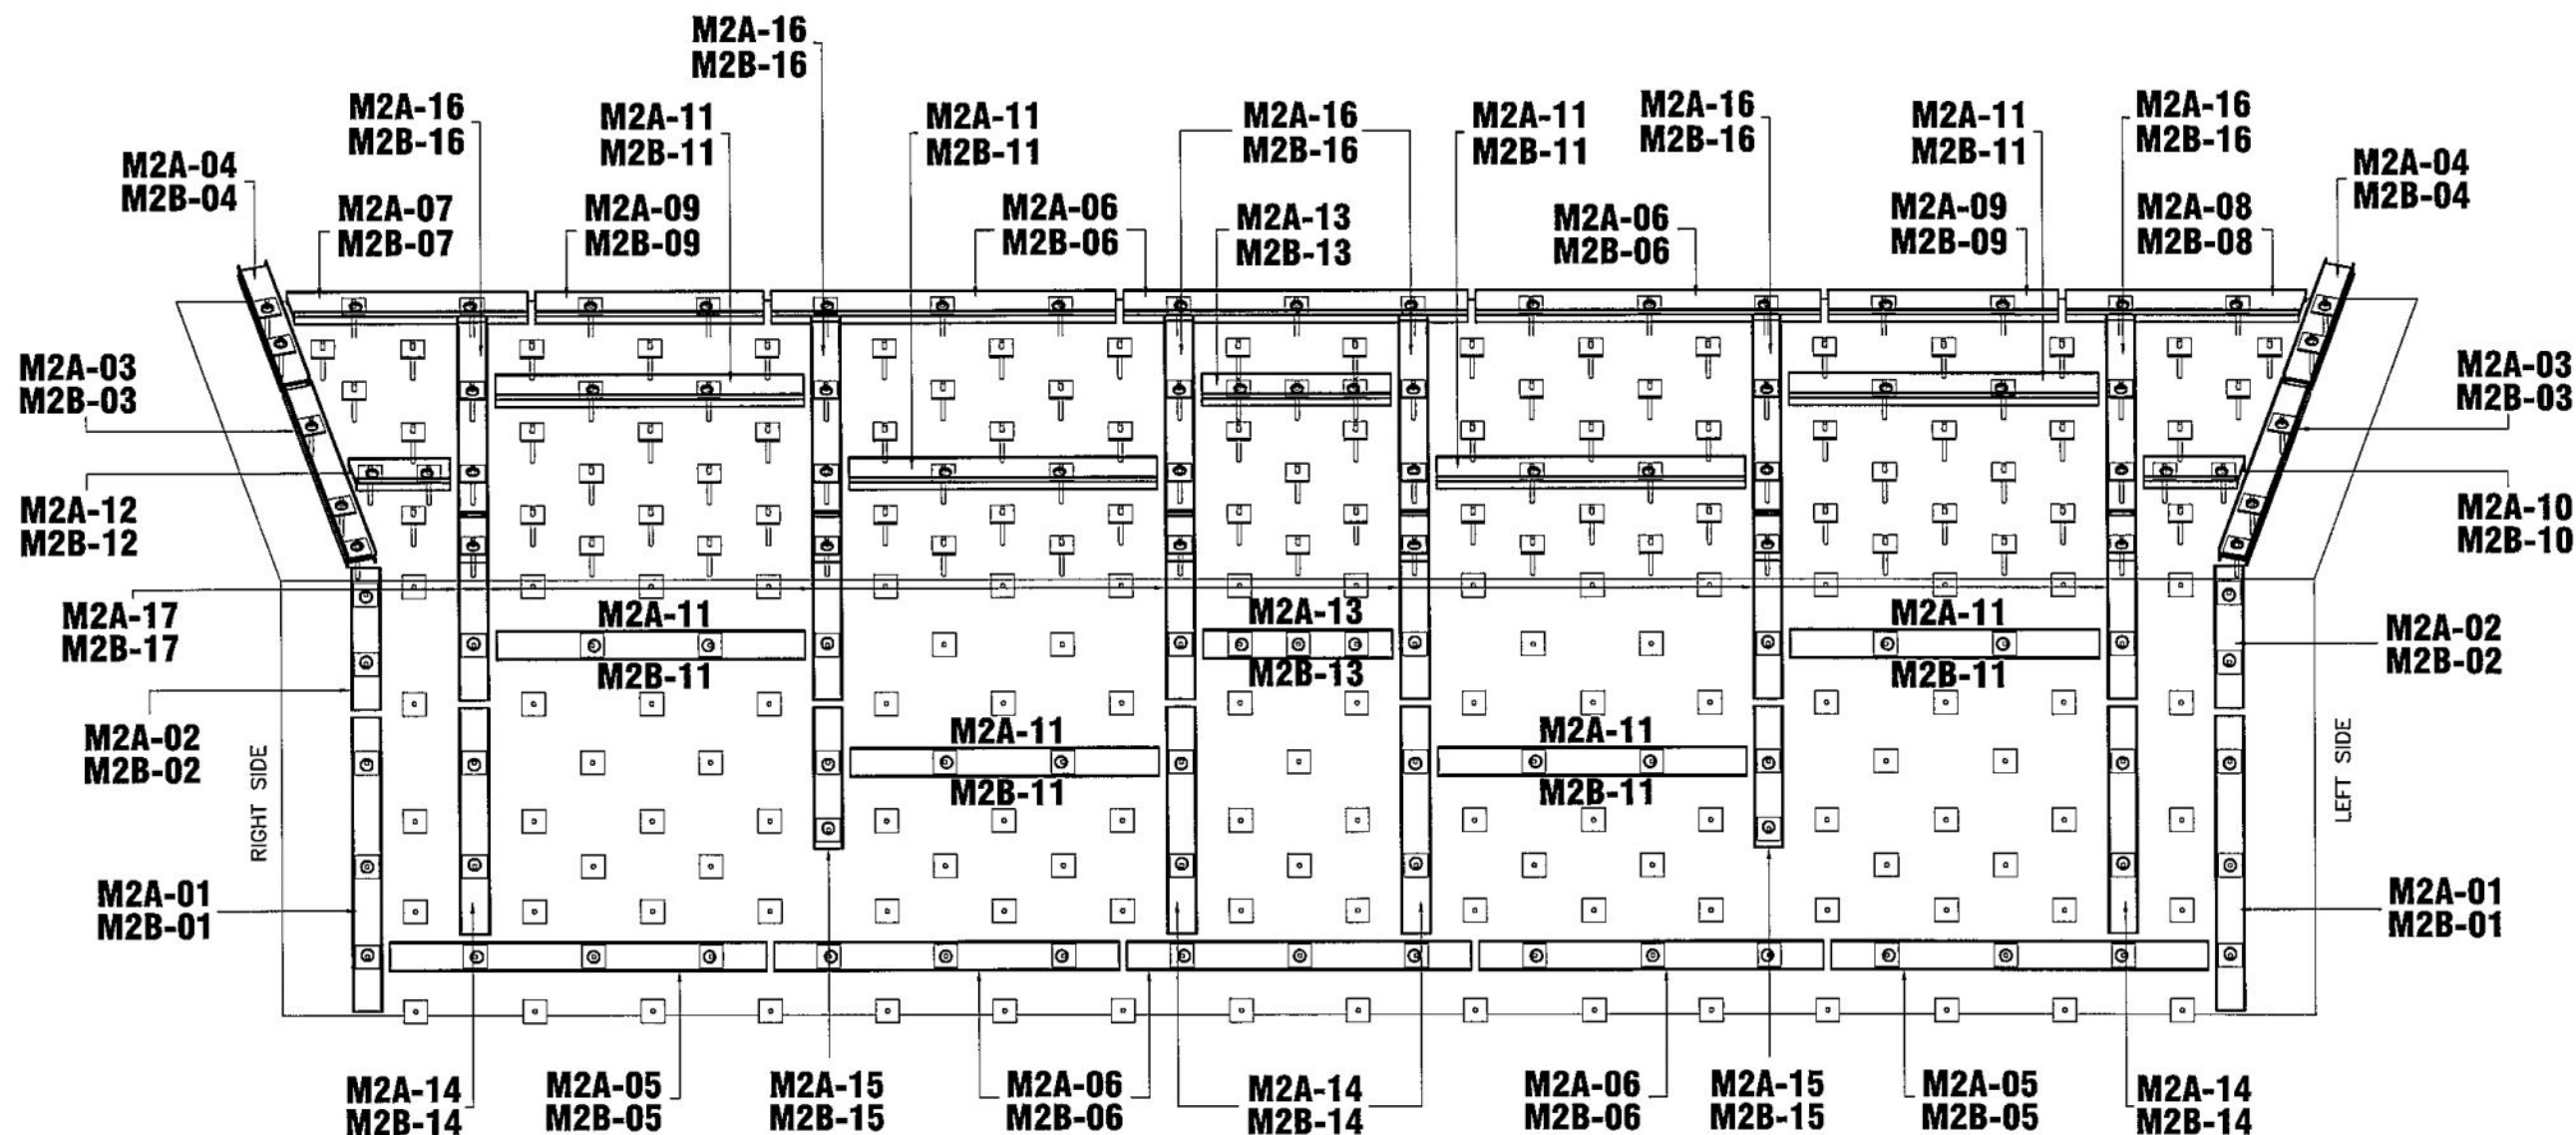 M2A-16
M2B-16
M2A-16
M2B-16
M2A-11
M2B-11
M2A-11
M2B-11
M2A-16
M2B-16
M2A-11
M2B-11
M2A-16
M2B-16
M2A-11
M2B-11
M2A-16
M2B-16
M2A-04
M2B-04
M2A-04
M2B-04
M2A-07
M2B-07
M2A-09
M2B-09
M2A-06
M2B-06
M2A-13
M2B-13
M2A-06
M2B-06
M2A-09
M2B-09
M2A-08
M2B-08
M2A-03
M2B-03
M2A-03
M2B-03
M2A-12
M2B-12
M2A-10
M2B-10
M2A-17
M2B-17
M2A-11
M2B-11
M2A-13
M2B-13
M2A-11
M2B-11
M2A-02
M2B-02
M2A-02
M2B-02
RIGHT SIDE
M2A-11
M2B-11
M2A-11
M2B-11
LEFT SIDE
M2A-01
M2B-01
M2A-01
M2B-01
M2A-14
M2B-14
M2A-05
M2B-05
M2A-15
M2B-15
M2A-06
M2B-06
M2A-14
M2B-14
M2A-06
M2B-06
M2A-15
M2B-15
M2A-05
M2B-05
M2A-14
M2B-14